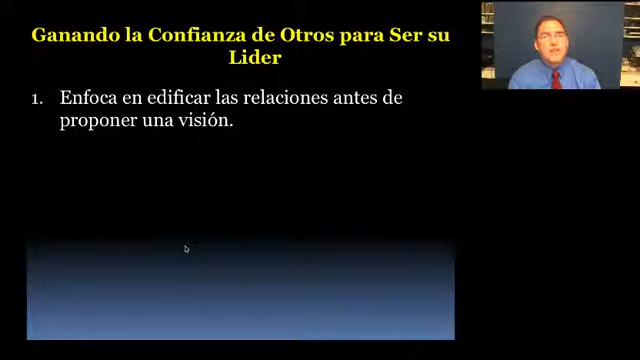 Ganando la Confianza de Otros para Ser su
Lider
1. Enfoca en edificar las relaciones antes de
proponer una visión.